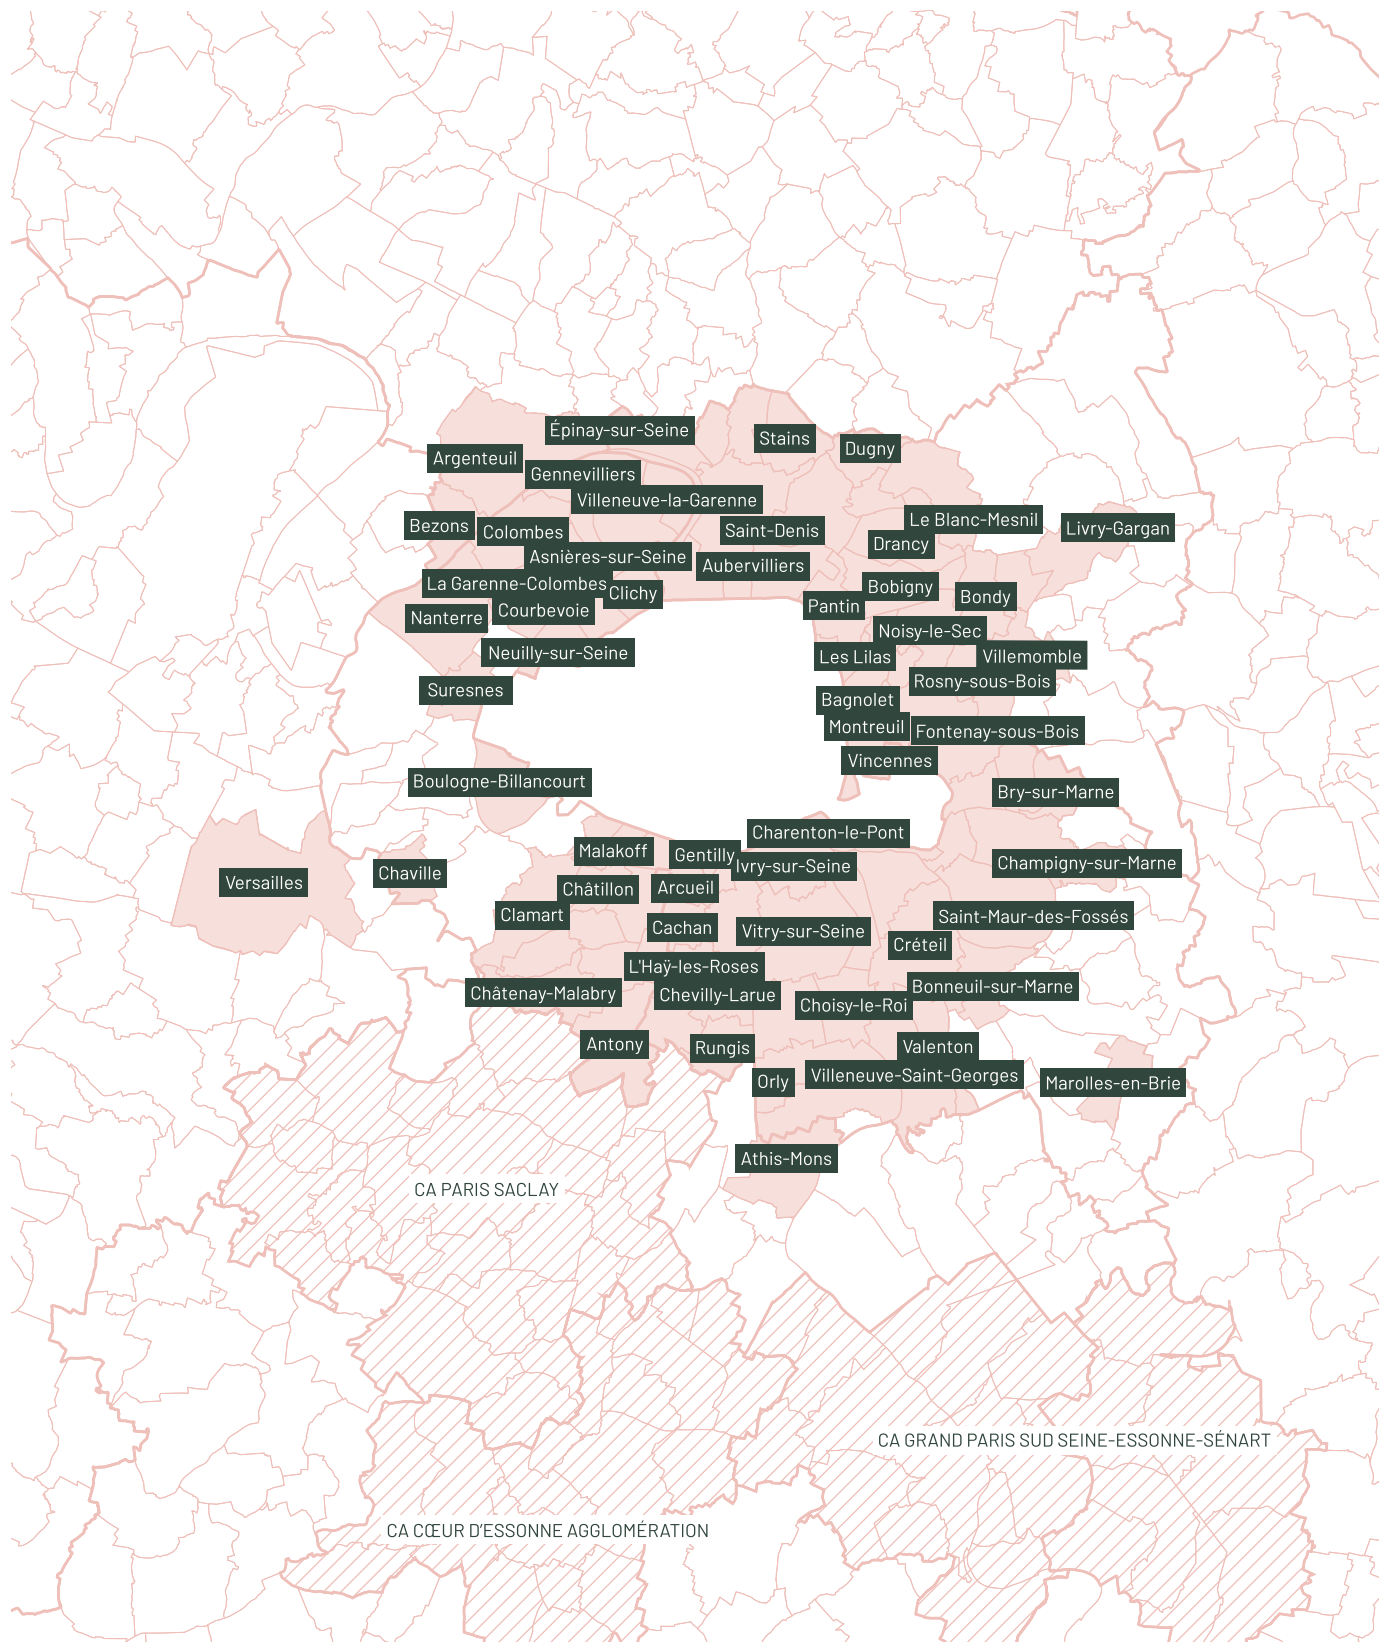 Épinay-sur-Seine
Stains
Dugny
Argenteuil
Gennevilliers
Villeneuve-la-Garenne
Bezons
Colombes
Saint-Denis
Le Blanc-Mesnil
Livry-Gargan
Drancy
Asnières-sur-Seine
Aubervilliers
La Garenne-Colombes
Clichy
Bobigny
Bondy
Pantin
Nanterre
Courbevoie
Noisy-le-Sec
Neuilly-sur-Seine
Les Lilas
Villemomble
Rosny-sous-Bois
Suresnes
Bagnolet
Montreuil
Fontenay-sous-Bois
Vincennes
Boulogne-Billancourt
Bry-sur-Marne
Charenton-le-Pont
Malakoff
Gentilly
Ivry-sur-Seine
Champigny-sur-Marne
Versailles
Chaville
Châtillon
Arcueil
Clamart
Saint-Maur-des-Fossés
Cachan
Vitry-sur-Seine
Créteil
L'Haÿ-les-Roses
Châtenay-Malabry
Chevilly-Larue
Choisy-le-Roi
Bonneuil-sur-Marne
Antony
Rungis
Valenton
Orly
Villeneuve-Saint-Georges
Marolles-en-Brie
Athis-Mons
CA PARIS SACLAY
CA GRAND PARIS SUD SEINE-ESSONNE-SÉNART
CA CŒUR D’ESSONNE AGGLOMÉRATION